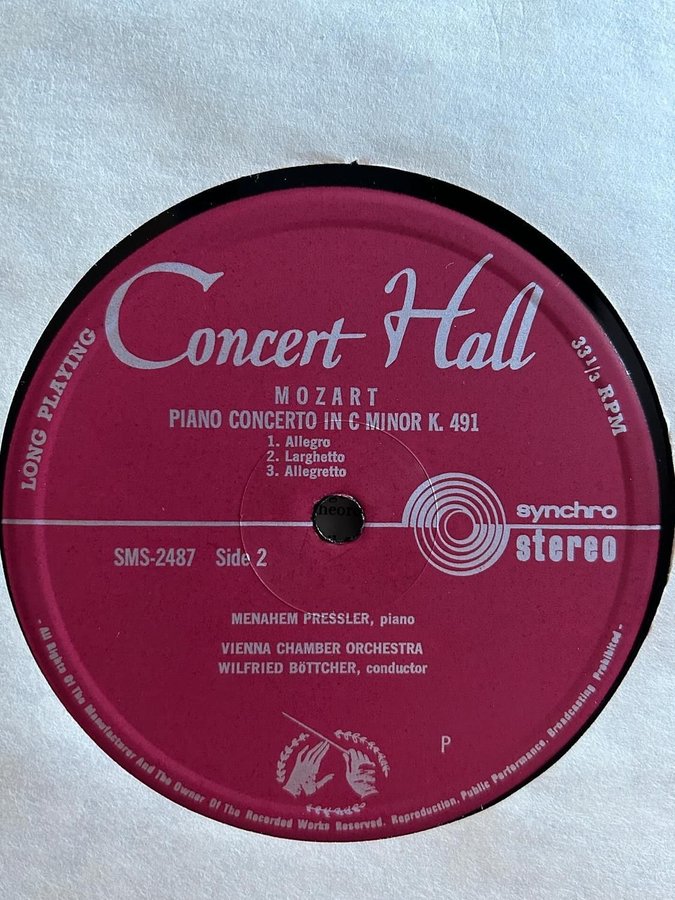 Concert Hall
LONG PLAYING
33 1/3 RPM
MOZART
PIANO CONCERTO IN C MINOR K. 491
1. Allegro
2. Larghetto
3. Allegretto
synchro
stereo
SMS-2487 Side 2
MENAHEM PRESSLER, piano
VIENNA CHAMBER ORCHESTRA
WILFRIED BöTTCHER, conductor
P
- All Rights Of The Manufacturer And The Owner Of The Recorded Works Reserved. Reproduction, Public Performance, Broadcasting Prohibited -